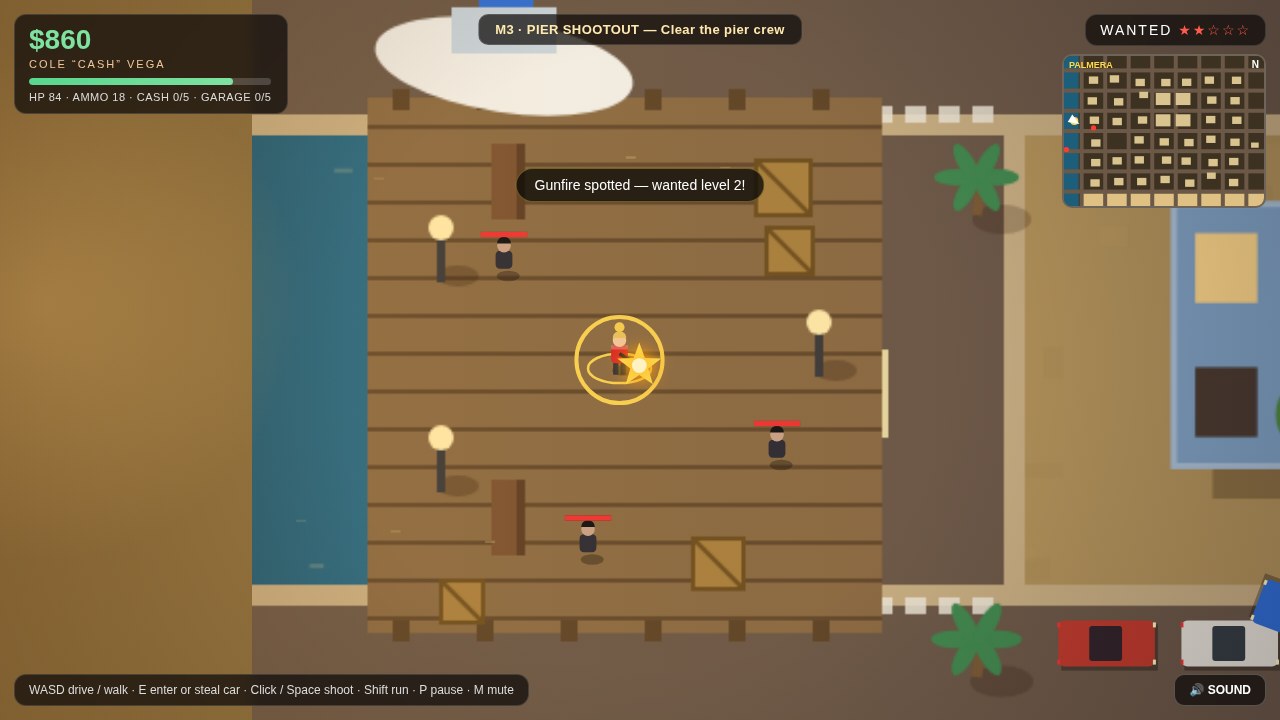 $860
COLE “CASH” VEGA
HP 84 · AMMO 18 · CASH 0/5 · GARAGE 0/5
M3 · PIER SHOOTOUT — Clear the pier crew
WANTED ★★☆☆☆
PALMERA
N
Gunfire spotted — wanted level 2!
WASD drive / walk · E enter or steal car · Click / Space shoot · Shift run · P pause · M mute
🔊 SOUND